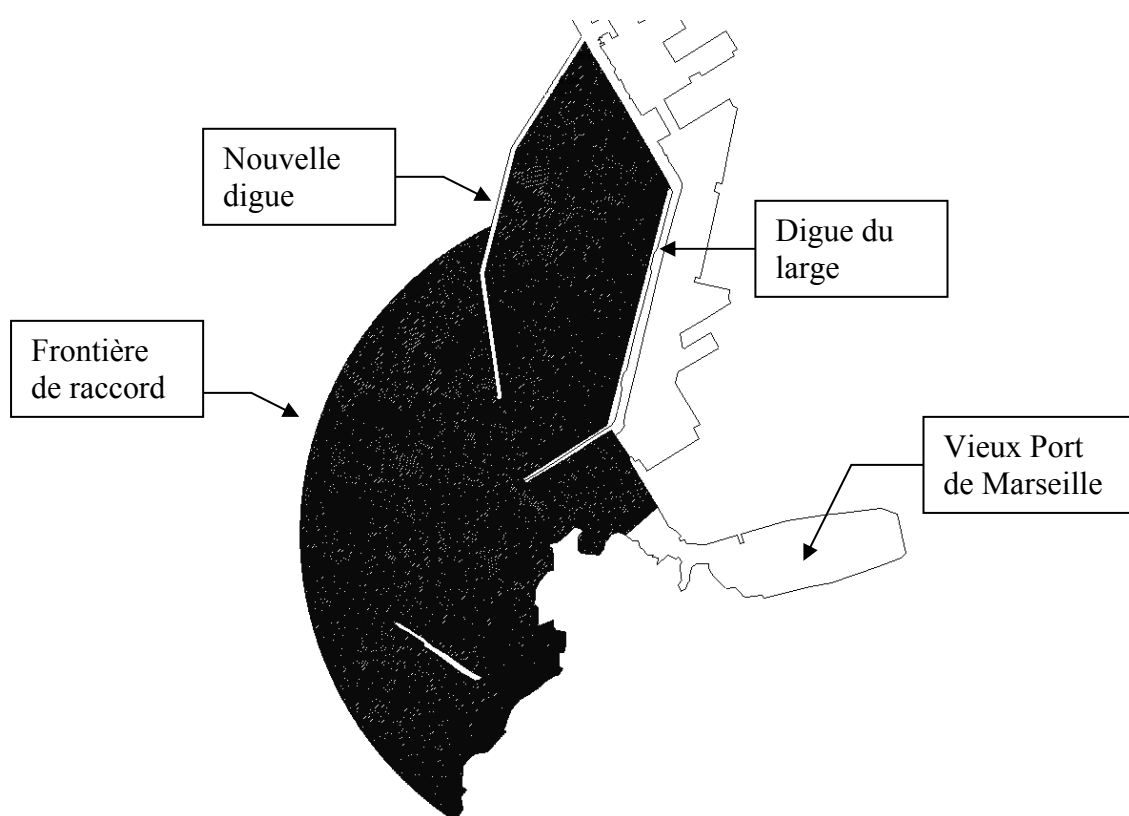 Nouvelle
digue
Digue du
large
Frontière
de raccord
Vieux Port
de Marseille